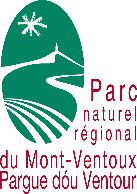 Parc
naturel
régional
du Mont-Ventoux
Pargue dóu Ventour